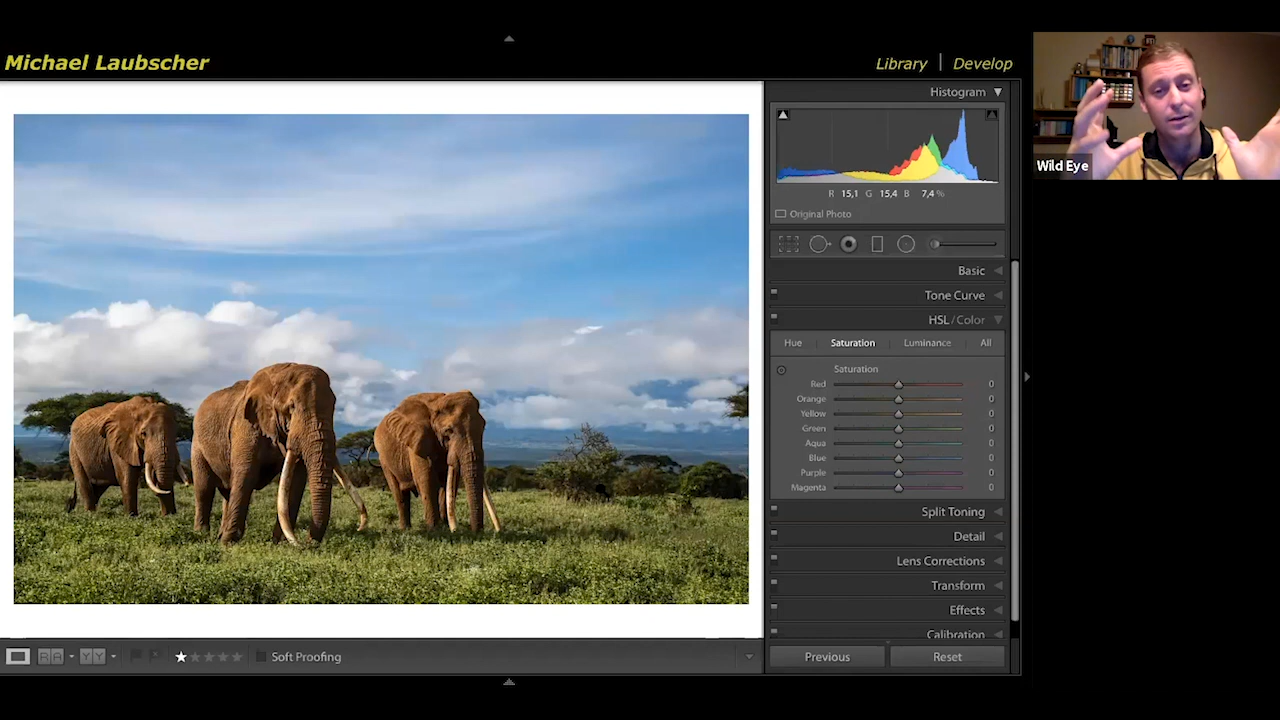 Michael Laubscher
Library | Develop
Histogram
R 15,1 G 15,4 B 7,4 %
Original Photo
Basic
Tone Curve
HSL / Color
Hue Saturation Luminance All
Saturation
Red 0
Orange 0
Yellow 0
Green 0
Aqua 0
Blue 0
Purple 0
Magenta 0
Split Toning
Detail
Lens Corrections
Transform
Effects
Calibration
Previous Reset
RA YY Soft Proofing
Wild Eye